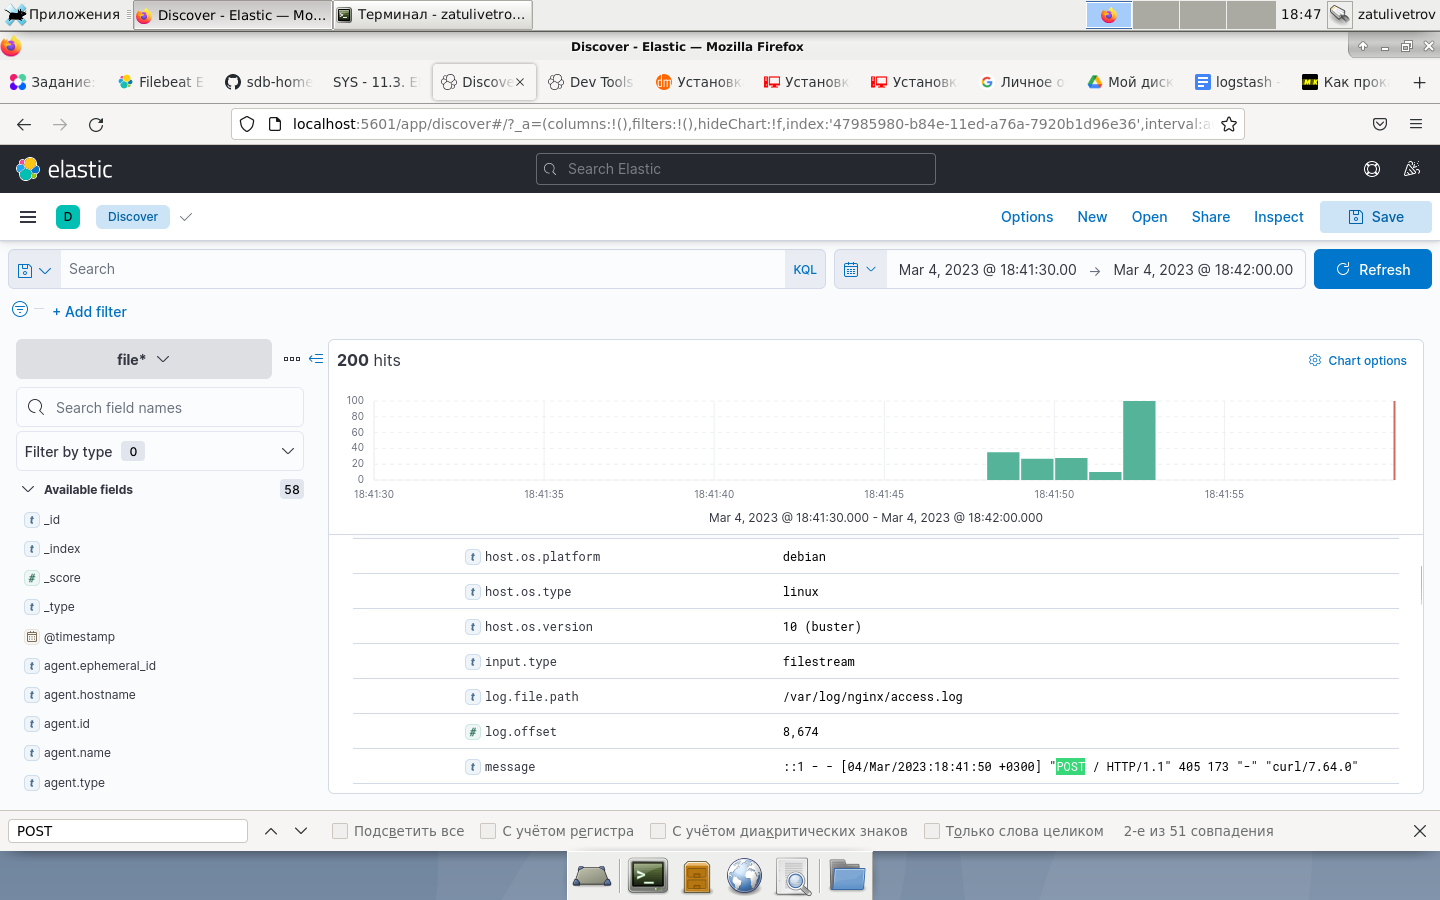 Приложения
Discover - Elastic — Mo...
Терминал - zatulivetro...
18:47
zatulivetrov
Discover - Elastic — Mozilla Firefox
Задание:
Filebeat E
sdb-home
SYS - 11.3. E
Discove
Dev Tools
Установк
Установк
Установк
Личное о
Мой диск
logstash -
Как прок
localhost:5601/app/discover#/?_a=(columns:!(),filters:!(),hideChart:!f,index:'47985980-b84e-11ed-a76a-7920b1d96e36',interval:a
elastic
Search Elastic
D
Discover
Options
New
Open
Share
Inspect
Save
Search
KQL
Mar 4, 2023 @ 18:41:30.00 → Mar 4, 2023 @ 18:42:00.00
Refresh
+ Add filter
file*
200 hits
Chart options
Search field names
Filter by type 0
Available fields 58
t _id
t _index
# _score
t _type
@timestamp
t agent.ephemeral_id
t agent.hostname
t agent.id
t agent.name
t agent.type
100
80
60
40
20
0
18:41:30
18:41:35
18:41:40
18:41:45
18:41:50
18:41:55
Mar 4, 2023 @ 18:41:30.000 - Mar 4, 2023 @ 18:42:00.000
t host.os.platform debian
t host.os.type linux
t host.os.version 10 (buster)
t input.type filestream
t log.file.path /var/log/nginx/access.log
# log.offset 8,674
t message ::1 - - [04/Mar/2023:18:41:50 +0300] "POST / HTTP/1.1" 405 173 "-" "curl/7.64.0"
POST
Подсветить все
С учётом регистра
С учётом диакритических знаков
Только слова целиком
2-е из 51 совпадения